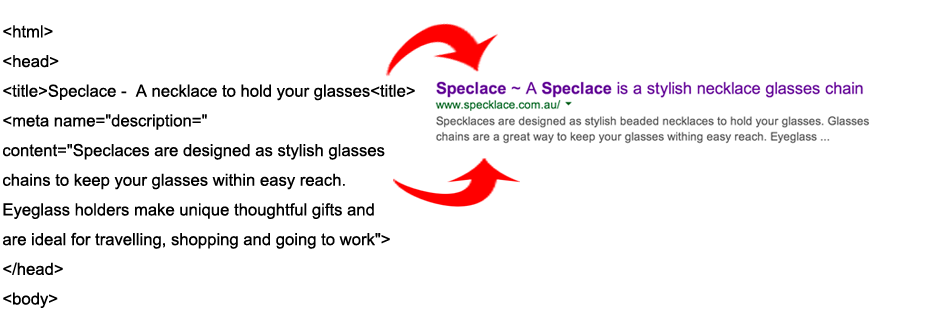 <html>
<head>
<title>Speclace -  A necklace to hold your glasses<title>
<meta name="description="
content="Speclaces are designed as stylish glasses
chains to keep your glasses within easy reach.
Eyeglass holders make unique thoughtful gifts and
are ideal for travelling, shopping and going to work">
</head>
<body>
Speclace ~ A Speclace is a stylish necklace glasses chain
www.specklace.com.au/
Specklaces are designed as stylish beaded necklaces to hold your glasses. Glasses
chains are a great way to keep your glasses withing easy reach. Eyeglass ...